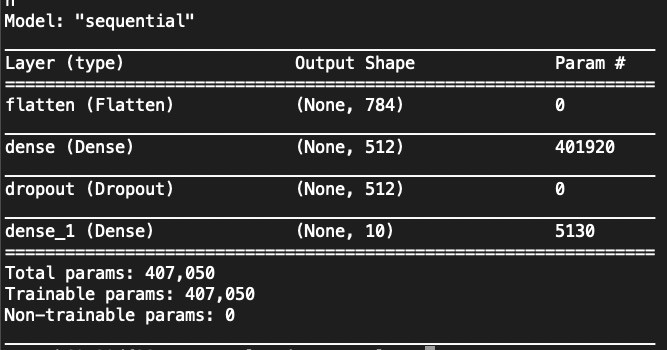 Model: "sequential"
Layer (type) Output Shape Param #
flatten (Flatten) (None, 784) 0
dense (Dense) (None, 512) 401920
dropout (Dropout) (None, 512) 0
dense_1 (Dense) (None, 10) 5130
Total params: 407,050
Trainable params: 407,050
Non-trainable params: 0